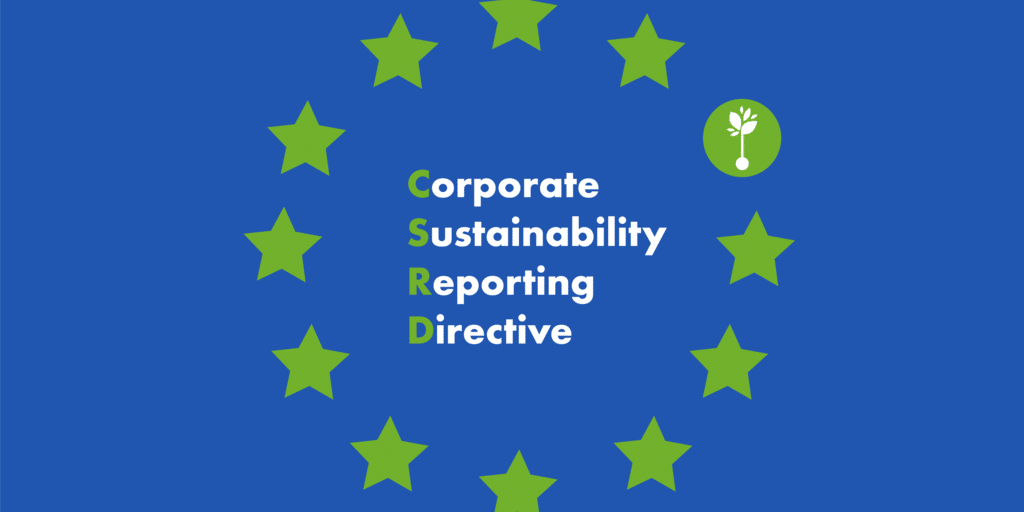 Corporate
Sustainability
Reporting
Directive